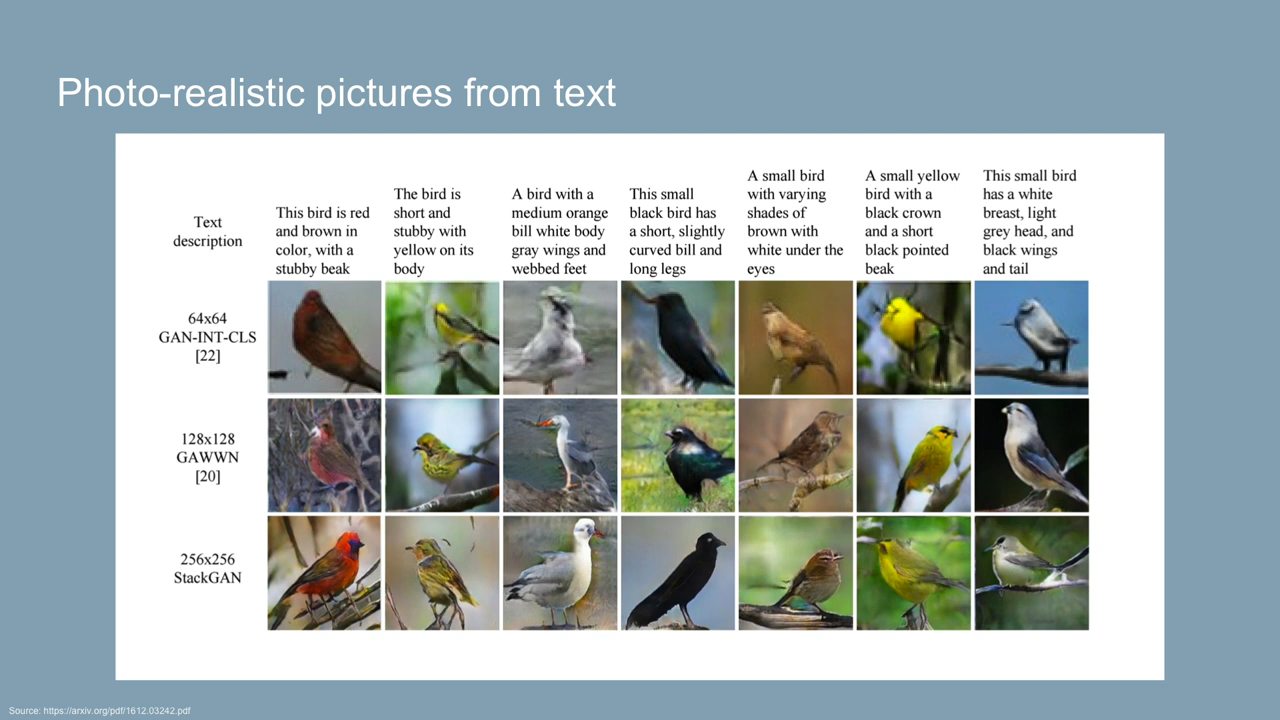 Photo-realistic pictures from text
Text
description
This bird is red
and brown in
color, with a
stubby beak
The bird is
short and
stubby with
yellow on its
body
A bird with a
medium orange
bill white body
gray wings and
webbed feet
This small
black bird has
a short, slightly
curved bill and
long legs
A small bird
with varying
shades of
brown with
white under the
eyes
A small yellow
bird with a
black crown
and a short
black pointed
beak
This small bird
has a white
breast, light
grey head, and
black wings
and tail
64x64
GAN-INT-CLS
[22]
128x128
GAWWN
[20]
256x256
StackGAN
Source: https://arxiv.org/pdf/1612.03242.pdf